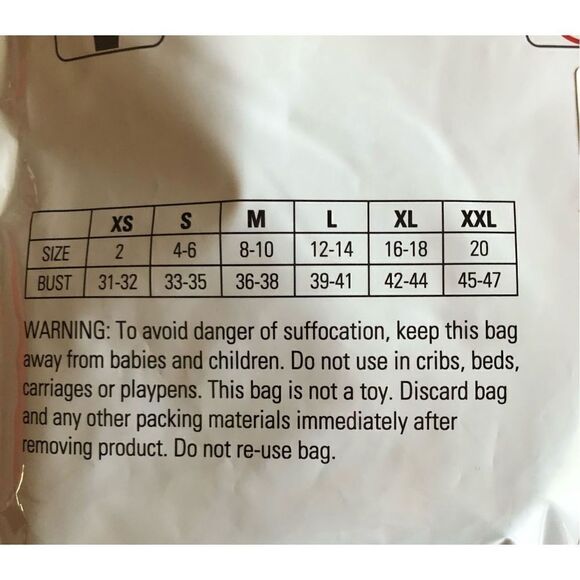 XS S M L XL XXL
SIZE 2 4-6 8-10 12-14 16-18 20
BUST 31-32 33-35 36-38 39-41 42-44 45-47
WARNING: To avoid danger of suffocation, keep this bag
away from babies and children. Do not use in cribs, beds,
carriages or playpens. This bag is not a toy. Discard bag
and any other packing materials immediately after
removing product. Do not re-use bag.